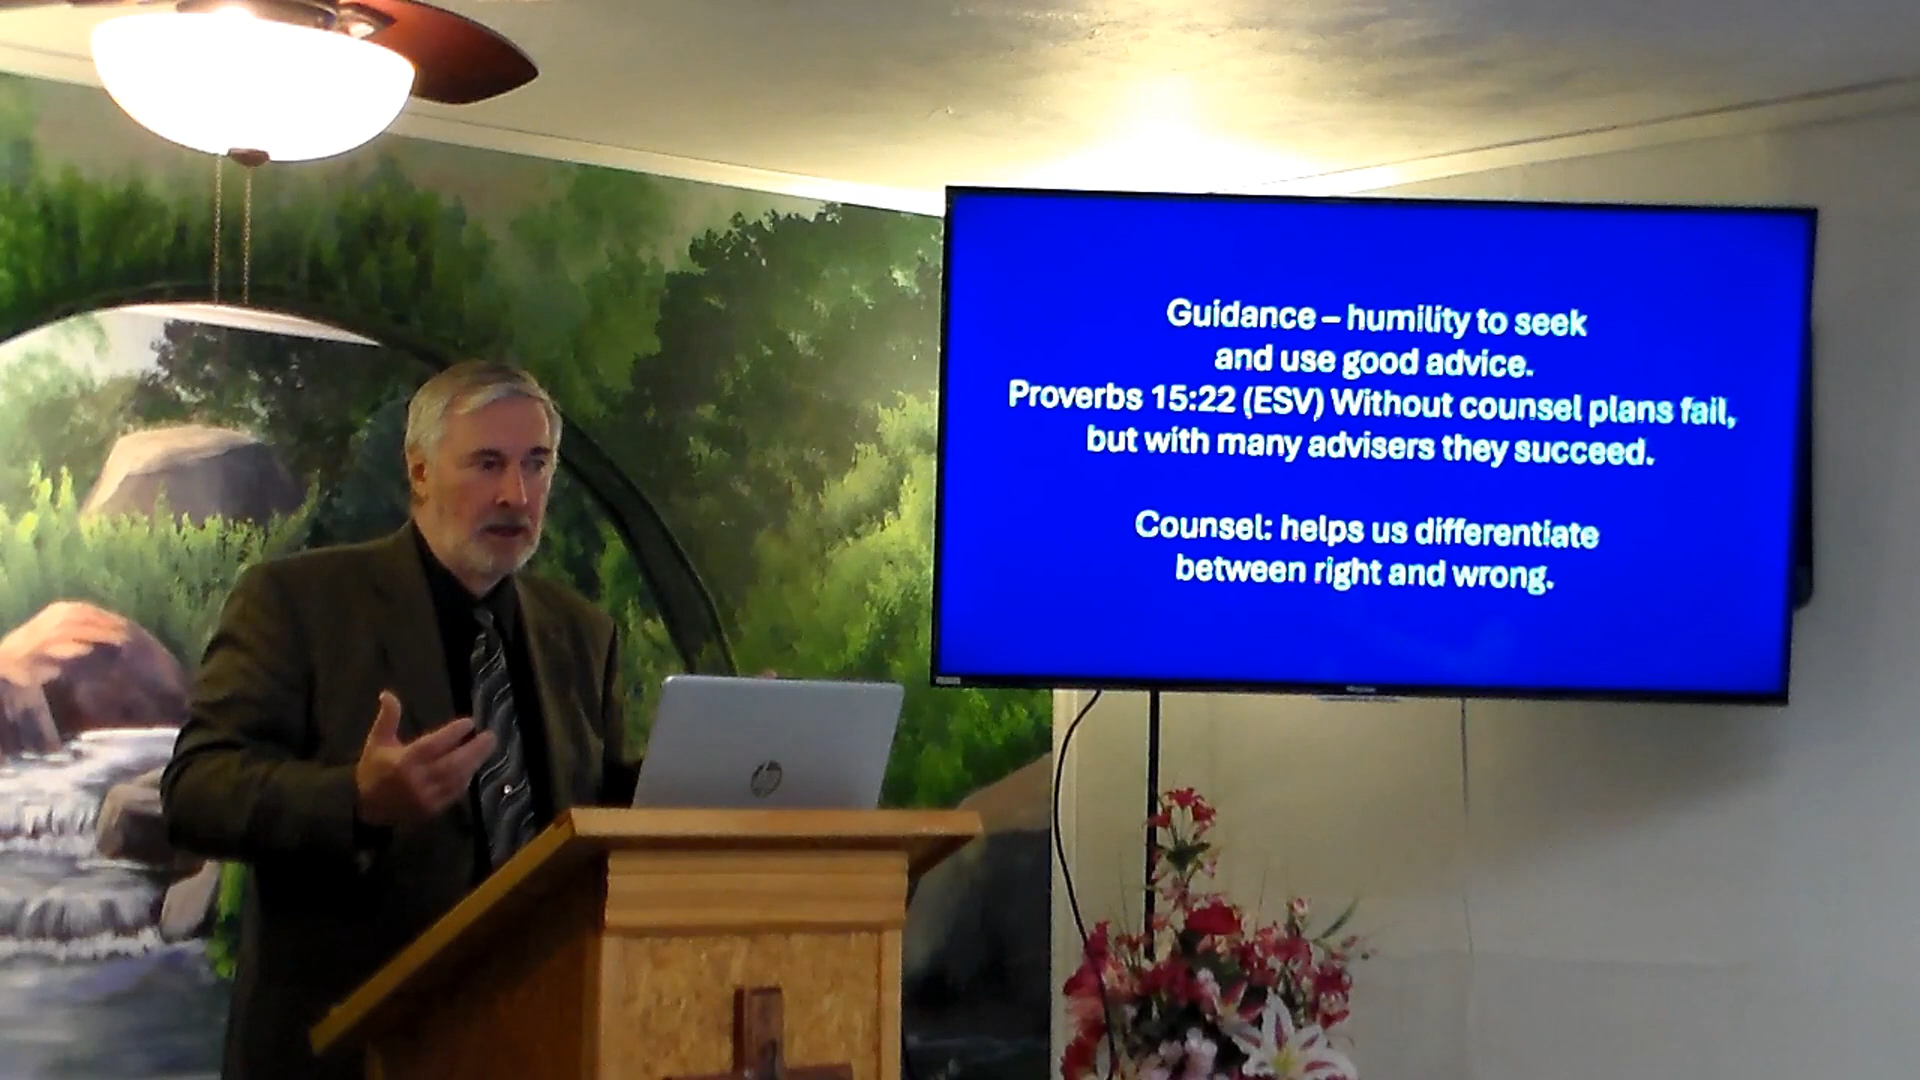 Guidance – humility to seek
and use good advice.
Proverbs 15:22 (ESV) Without counsel plans fail,
but with many advisers they succeed.
Counsel: helps us differentiate
between right and wrong.
hp